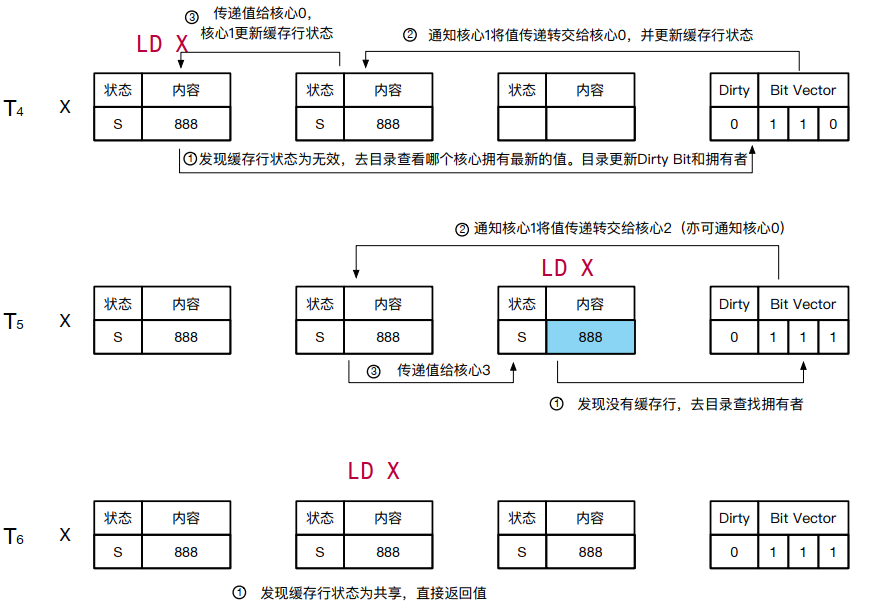 ③ 传递值给核心0，
核心1更新缓存行状态
② 通知核心1将值传递转交给核心0，并更新缓存行状态
LD X
状态 内容 状态 内容 状态 内容 Dirty Bit Vector
T4 X S 888 S 888 0 1 1 0
①发现缓存行状态为无效，去目录查看哪个核心拥有最新的值。目录更新Dirty Bit和拥有者
② 通知核心1将值传递转交给核心2（亦可通知核心0）
LD X
状态 内容 状态 内容 状态 内容 Dirty Bit Vector
T5 X S 888 S 888 S 888 0 1 1 1
③ 传递值给核心3
① 发现没有缓存行，去目录查找拥有者
LD X
状态 内容 状态 内容 状态 内容 Dirty Bit Vector
T6 X S 888 S 888 S 888 0 1 1 1
① 发现缓存行状态为共享，直接返回值